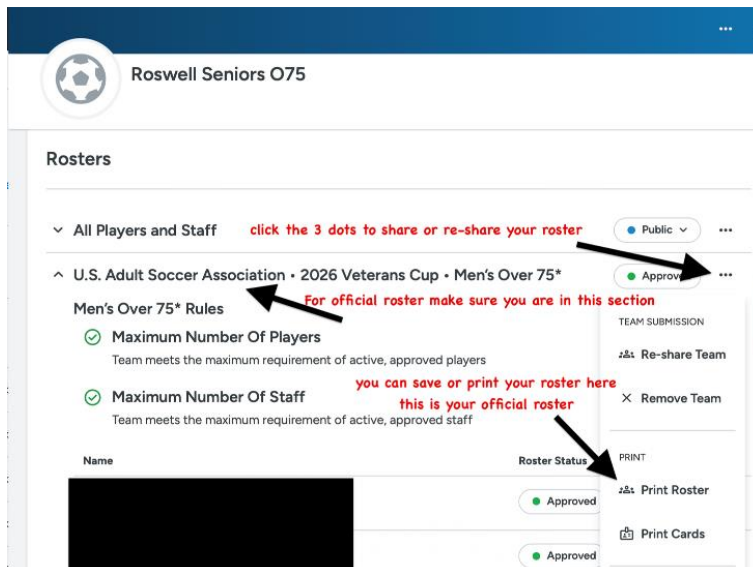 Roswell Seniors O75
Rosters
All Players and Staff
click the 3 dots to share or re-share your roster
Public
U.S. Adult Soccer Association • 2026 Veterans Cup • Men's Over 75*
Approved
For official roster make sure you are in this section
Men's Over 75* Rules
TEAM SUBMISSION
Maximum Number Of Players
Team meets the maximum requirement of active, approved players
Re-share Team
you can save or print your roster here
this is your official roster
Maximum Number Of Staff
Team meets the maximum requirement of active, approved staff
Remove Team
Name
Roster Status
PRINT
Print Roster
Approved
Print Cards
Approved